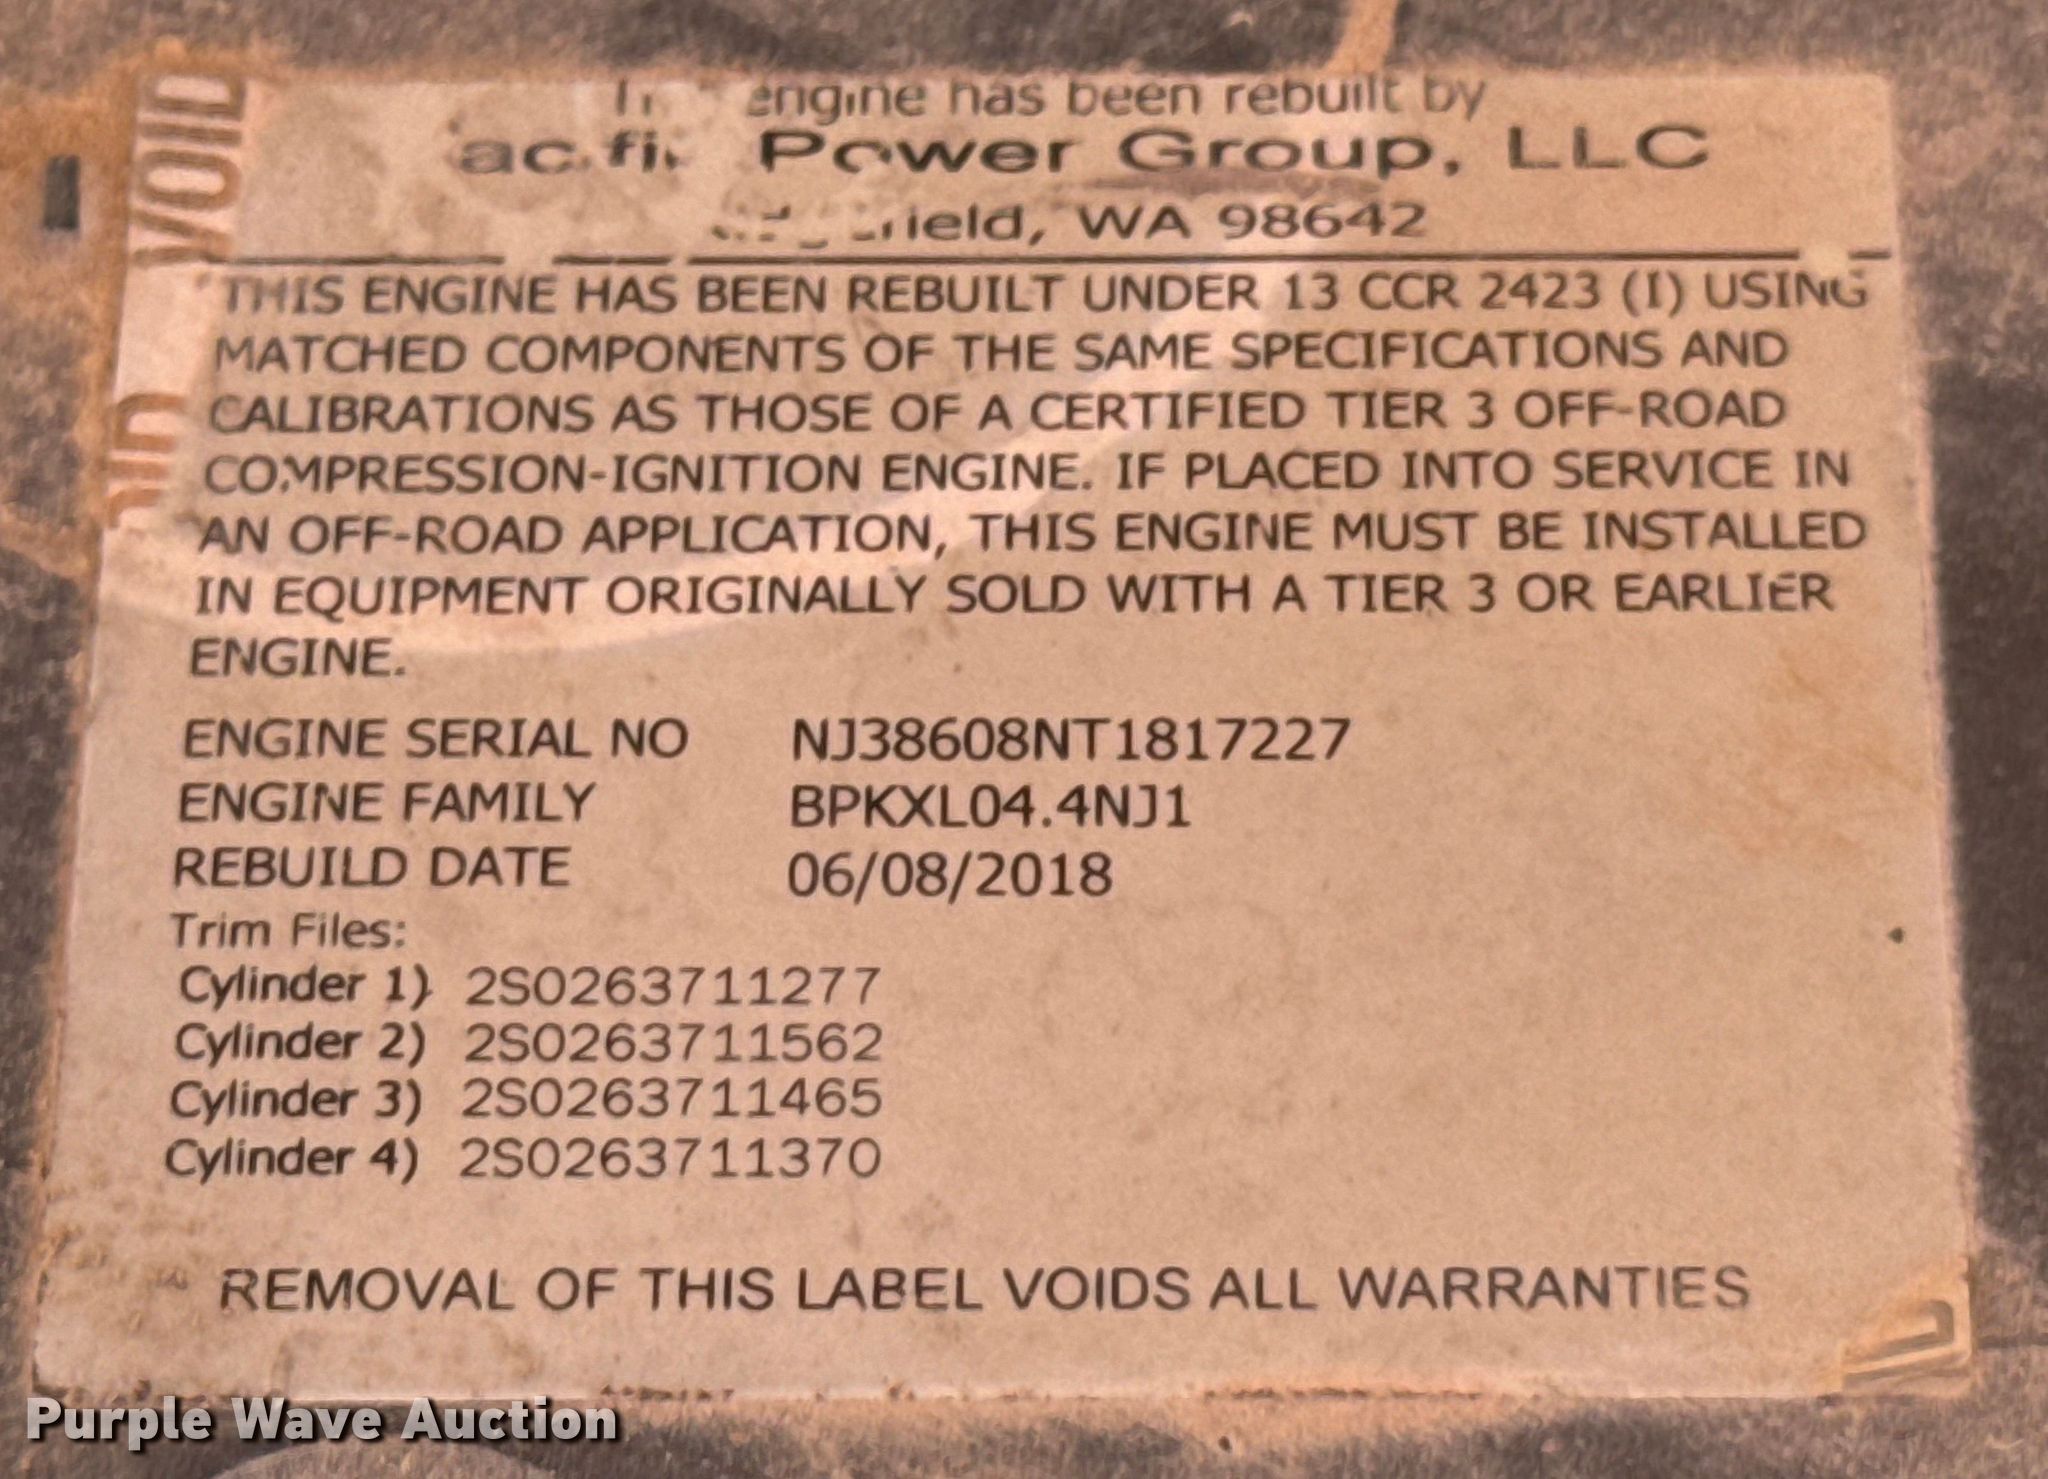 VOID
engine has been rebuilt by
Power Group, LLC
WA 98642
THIS ENGINE HAS BEEN REBUILT UNDER 13 CCR 2423 (I) USING
MATCHED COMPONENTS OF THE SAME SPECIFICATIONS AND
CALIBRATIONS AS THOSE OF A CERTIFIED TIER 3 OFF-ROAD
COMPRESSION-IGNITION ENGINE. IF PLACED INTO SERVICE IN
AN OFF-ROAD APPLICATION, THIS ENGINE MUST BE INSTALLED
IN EQUIPMENT ORIGINALLY SOLD WITH A TIER 3 OR EARLIER
ENGINE.
ENGINE SERIAL NO NJ38608NT1817227
ENGINE FAMILY BPKXL04.4NJ1
REBUILD DATE 06/08/2018
Trim Files:
Cylinder 1) 2S0263711277
Cylinder 2) 2S0263711562
Cylinder 3) 2S0263711465
Cylinder 4) 2S0263711370
REMOVAL OF THIS LABEL VOIDS ALL WARRANTIES
Purple Wave Auction